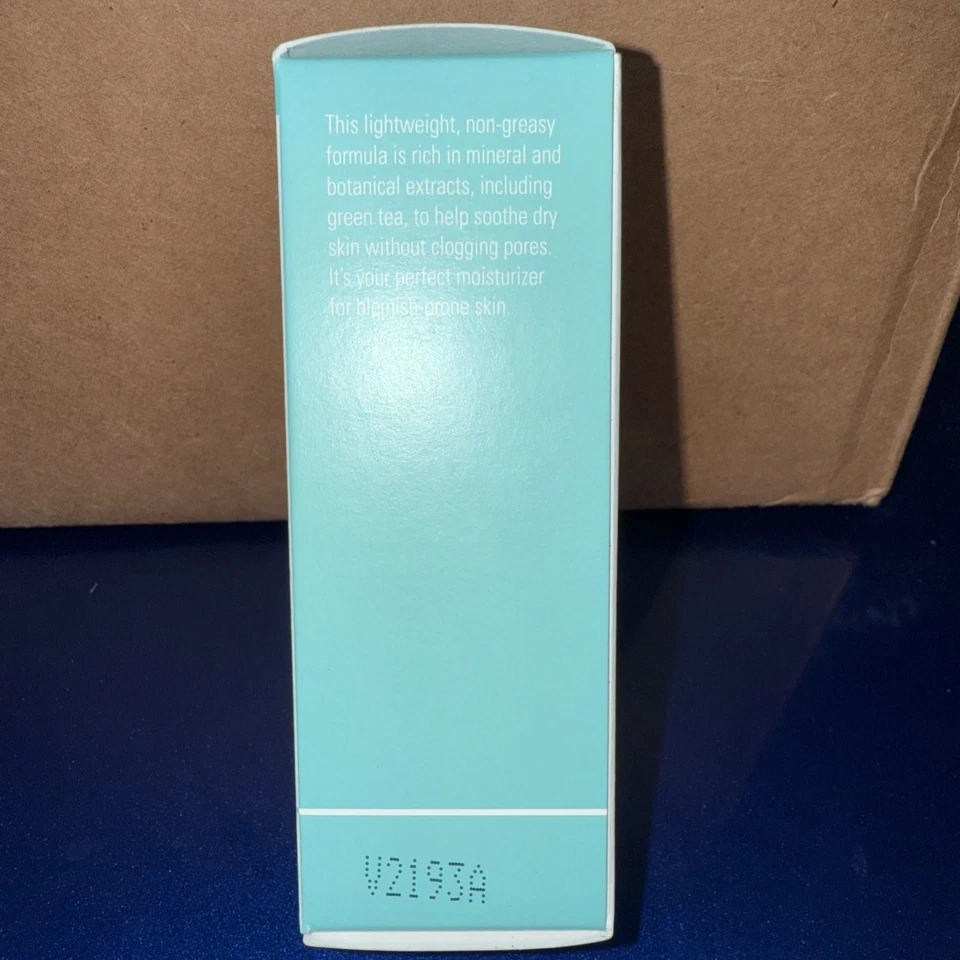 This lightweight, non-greasy
formula is rich in mineral and
botanical extracts, including
green tea, to help soothe dry
skin without clogging pores.
It's your perfect moisturizer
for blemish-prone skin.
V2193A